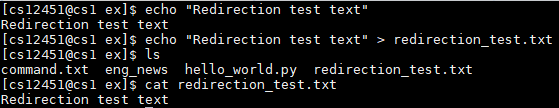 [cs12451@cs1 ex]$ echo "Redirection test text"
Redirection test text
[cs12451@cs1 ex]$ echo "Redirection test text" > redirection_test.txt
[cs12451@cs1 ex]$ ls
command.txt  eng_news  hello_world.py  redirection_test.txt
[cs12451@cs1 ex]$ cat redirection_test.txt
Redirection test text